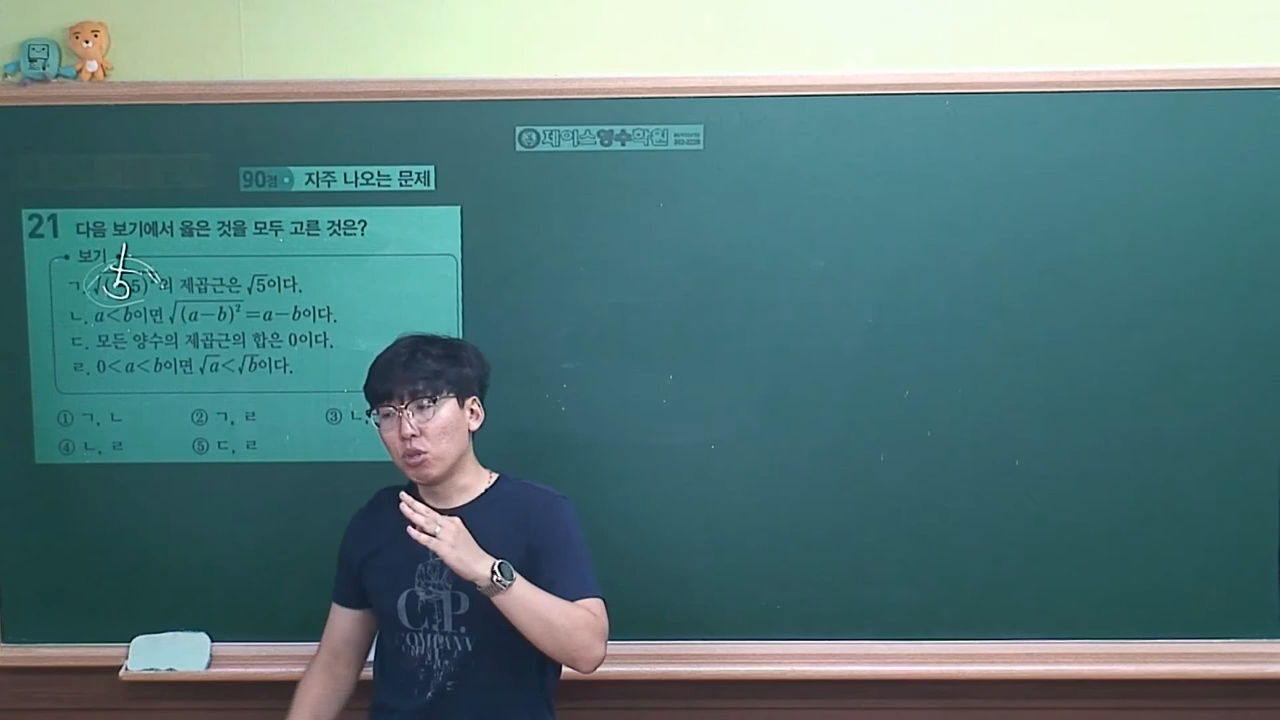 제이스영수학원
90점 자주 나오는 문제
21 다음 보기에서 옳은 것을 모두 고른 것은?
보기
5
ㄱ. √(-5)²의 제곱근은 √5이다.
ㄴ. a<b이면 √(a-b)²=a-b이다.
ㄷ. 모든 양수의 제곱근의 합은 0이다.
ㄹ. 0<a<b이면 √a<√b이다.
① ㄱ, ㄴ ② ㄱ, ㄹ ③ ㄴ,
④ ㄴ, ㄹ ⑤ ㄷ, ㄹ
C.P.
COMPANY